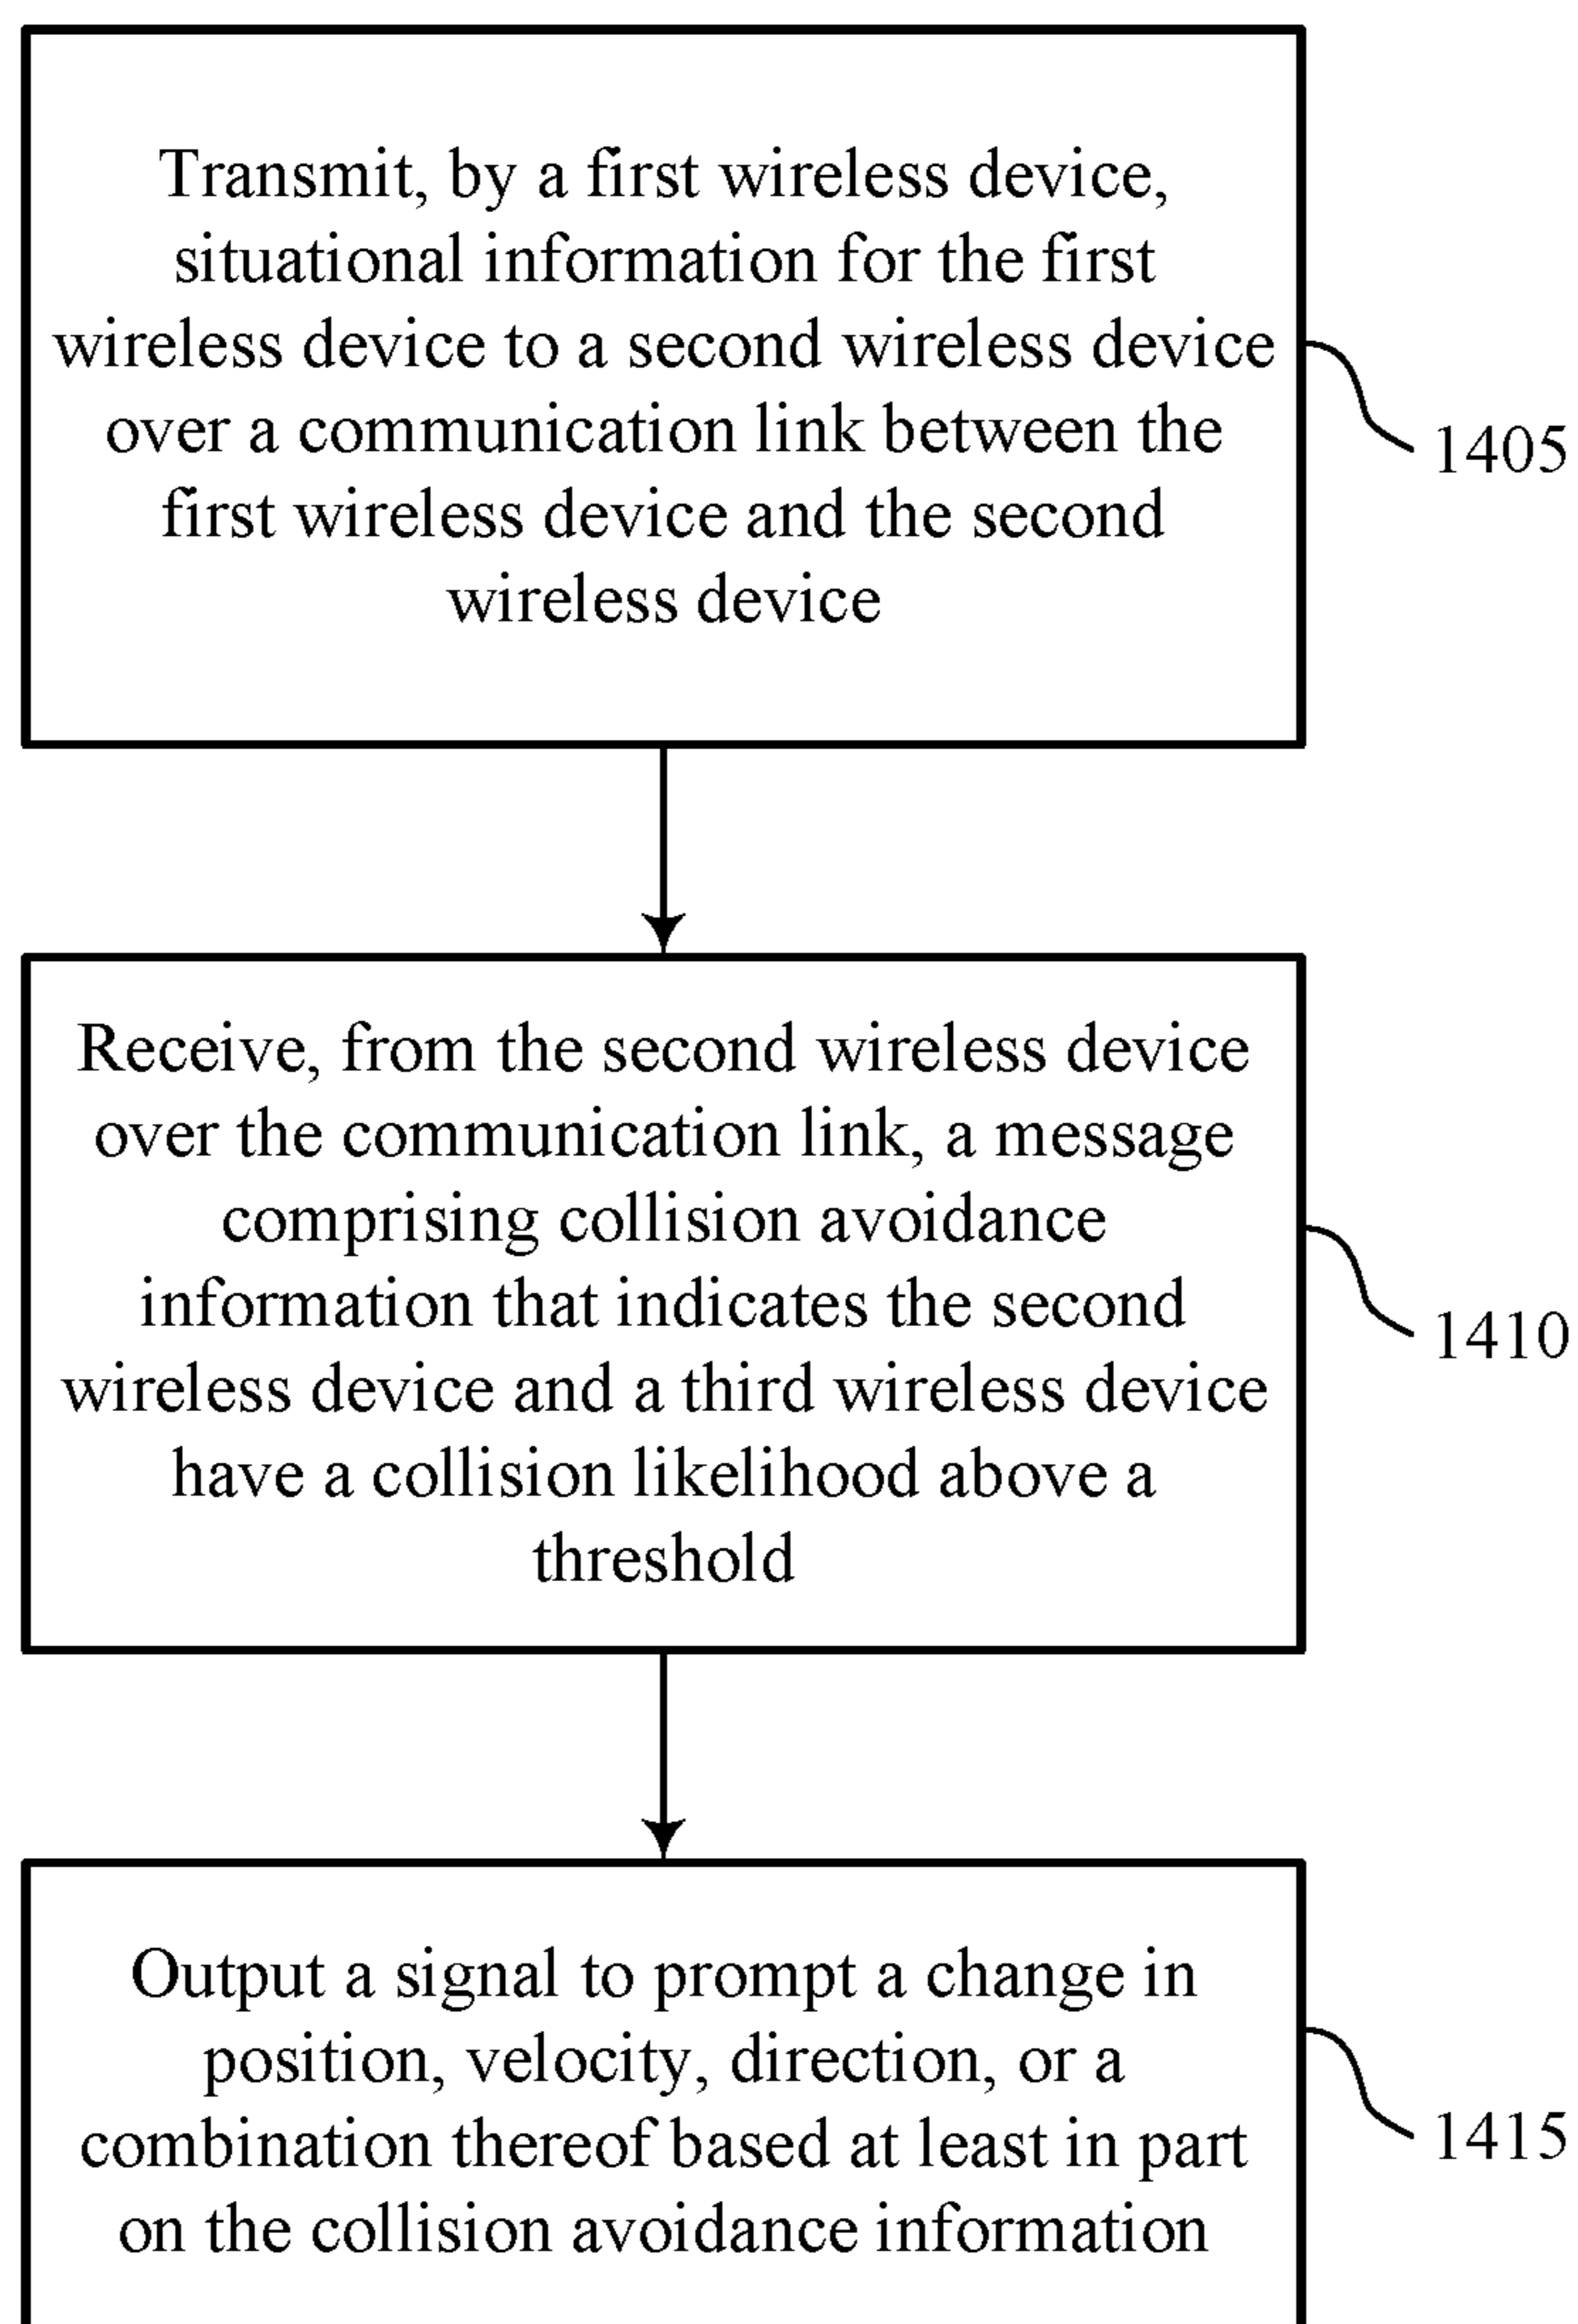 Transmit, by a first wireless device,
situational information for the first
wireless device to a second wireless device
over a communication link between the
first wireless device and the second
wireless device
1405
Receive, from the second wireless device
over the communication link, a message
comprising collision avoidance
information that indicates the second
wireless device and a third wireless device
have a collision likelihood above a
threshold
1410
Output a signal to prompt a change in
position, velocity, direction, or a
combination thereof based at least in part
on the collision avoidance information
1415